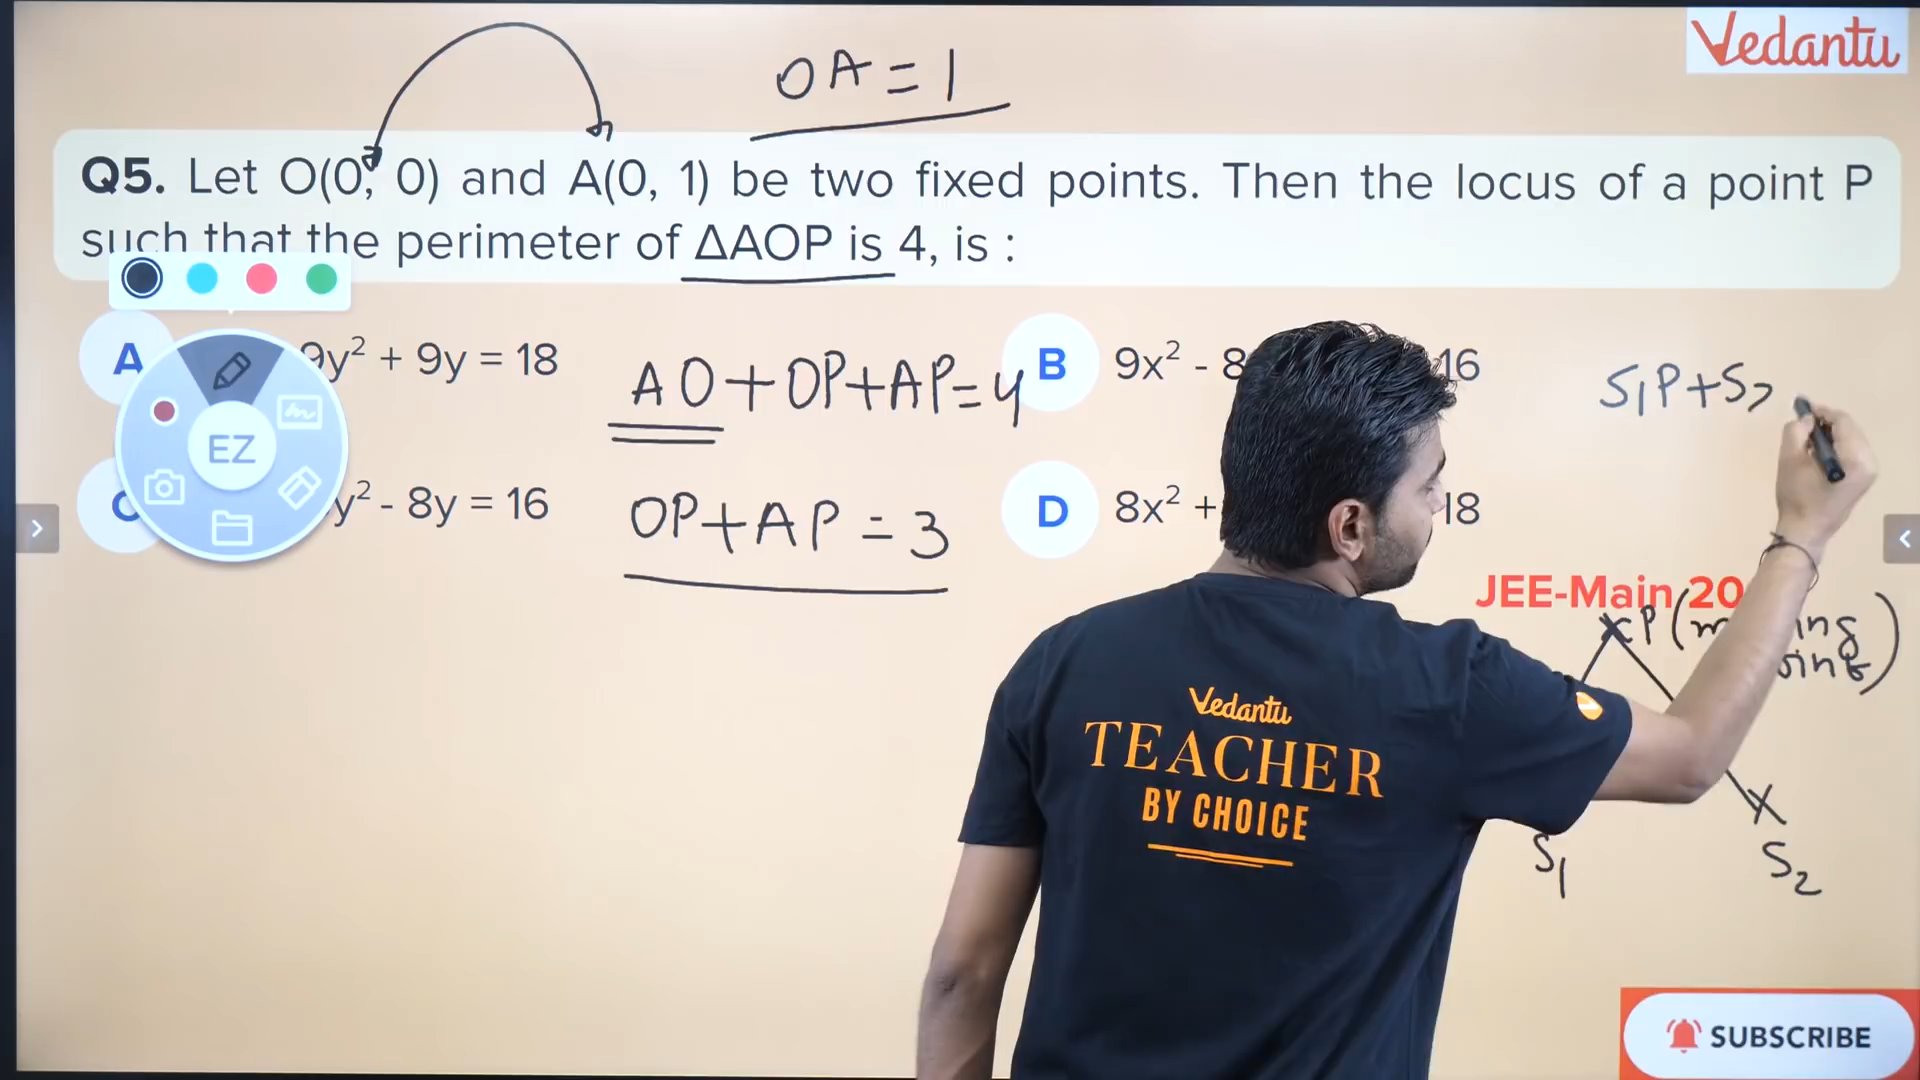 Vedantu
OA = 1
Q5. Let O(0, 0) and A(0, 1) be two fixed points. Then the locus of a point P
such that the perimeter of ΔAOP is 4, is :
A 9y² + 9y = 18
AO + OP + AP = 4
B 9x² - 8 16
S₁P + S₂
EZ
C y² - 8y = 16
OP + AP = 3
D 8x² + 18
JEE-Main 20
P (
S₁
S₂
Vedantu
TEACHER
BY CHOICE
SUBSCRIBE